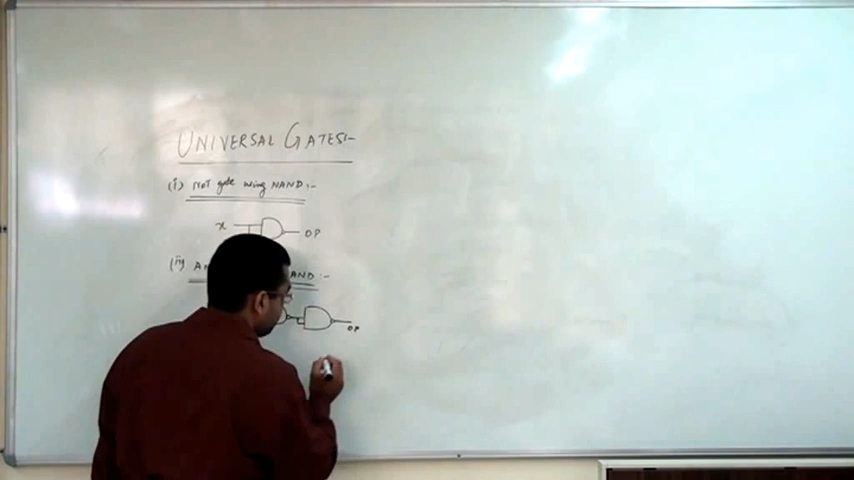 UNIVERSAL GATES:-
(i) Not gate using NAND :-
x OP
(ii) AND :-
OP